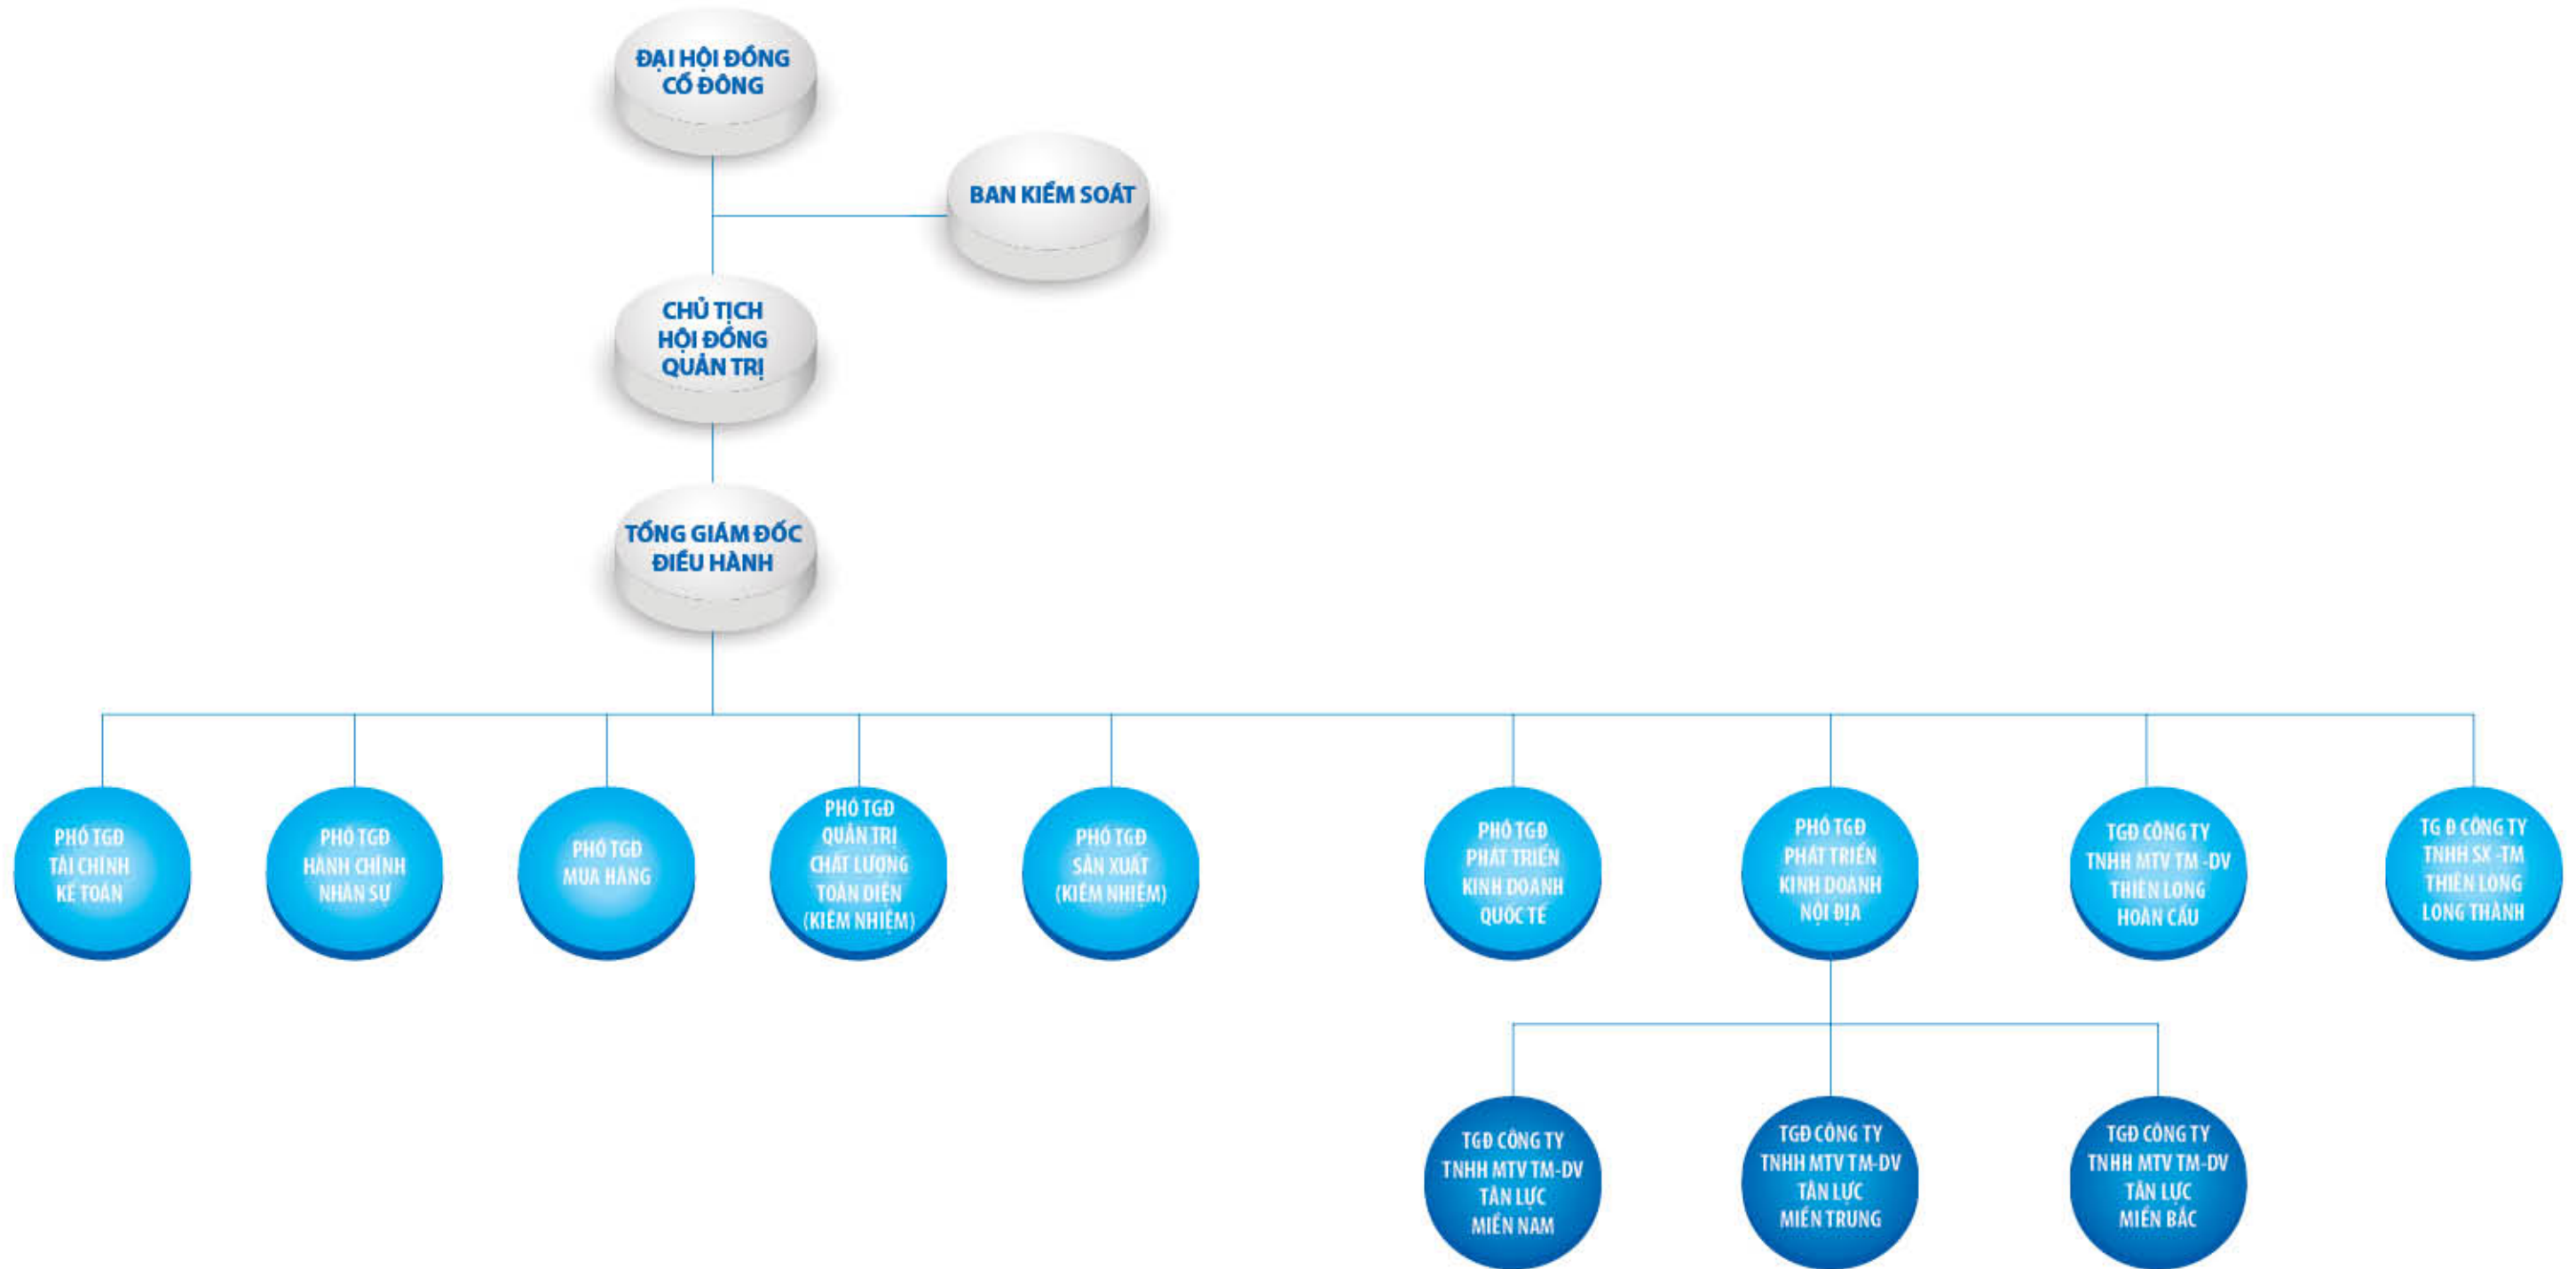 ĐẠI HỘI ĐỒNG
CỔ ĐÔNG
BAN KIỂM SOÁT
CHỦ TỊCH
HỘI ĐỒNG
QUẢN TRỊ
TỔNG GIÁM ĐỐC
ĐIỀU HÀNH
PHÓ TGĐ
TÀI CHÍNH
KẾ TOÁN
PHÓ TGĐ
HÀNH CHÍNH
NHÂN SỰ
PHÓ TGĐ
MUA HÀNG
PHÓ TGĐ
QUẢN TRỊ
CHẤT LƯỢNG
TOÀN DIỆN
(KIÊM NHIỆM)
PHÓ TGĐ
SẢN XUẤT
(KIÊM NHIỆM)
PHÓ TGĐ
PHÁT TRIỂN
KINH DOANH
QUỐC TẾ
PHÓ TGĐ
PHÁT TRIỂN
KINH DOANH
NỘI ĐỊA
TGĐ CÔNG TY
TNHH MTV TM -DV
THIÊN LONG
HOÀN CẦU
TG Đ CÔNG TY
TNHH SX -TM
THIÊN LONG
LONG THÀNH
TGĐ CÔNG TY
TNHH MTV TM-DV
TÂN LỰC
MIỀN NAM
TGĐ CÔNG TY
TNHH MTV TM-DV
TÂN LỰC
MIỀN TRUNG
TGĐ CÔNG TY
TNHH MTV TM-DV
TÂN LỰC
MIỀN BẮC